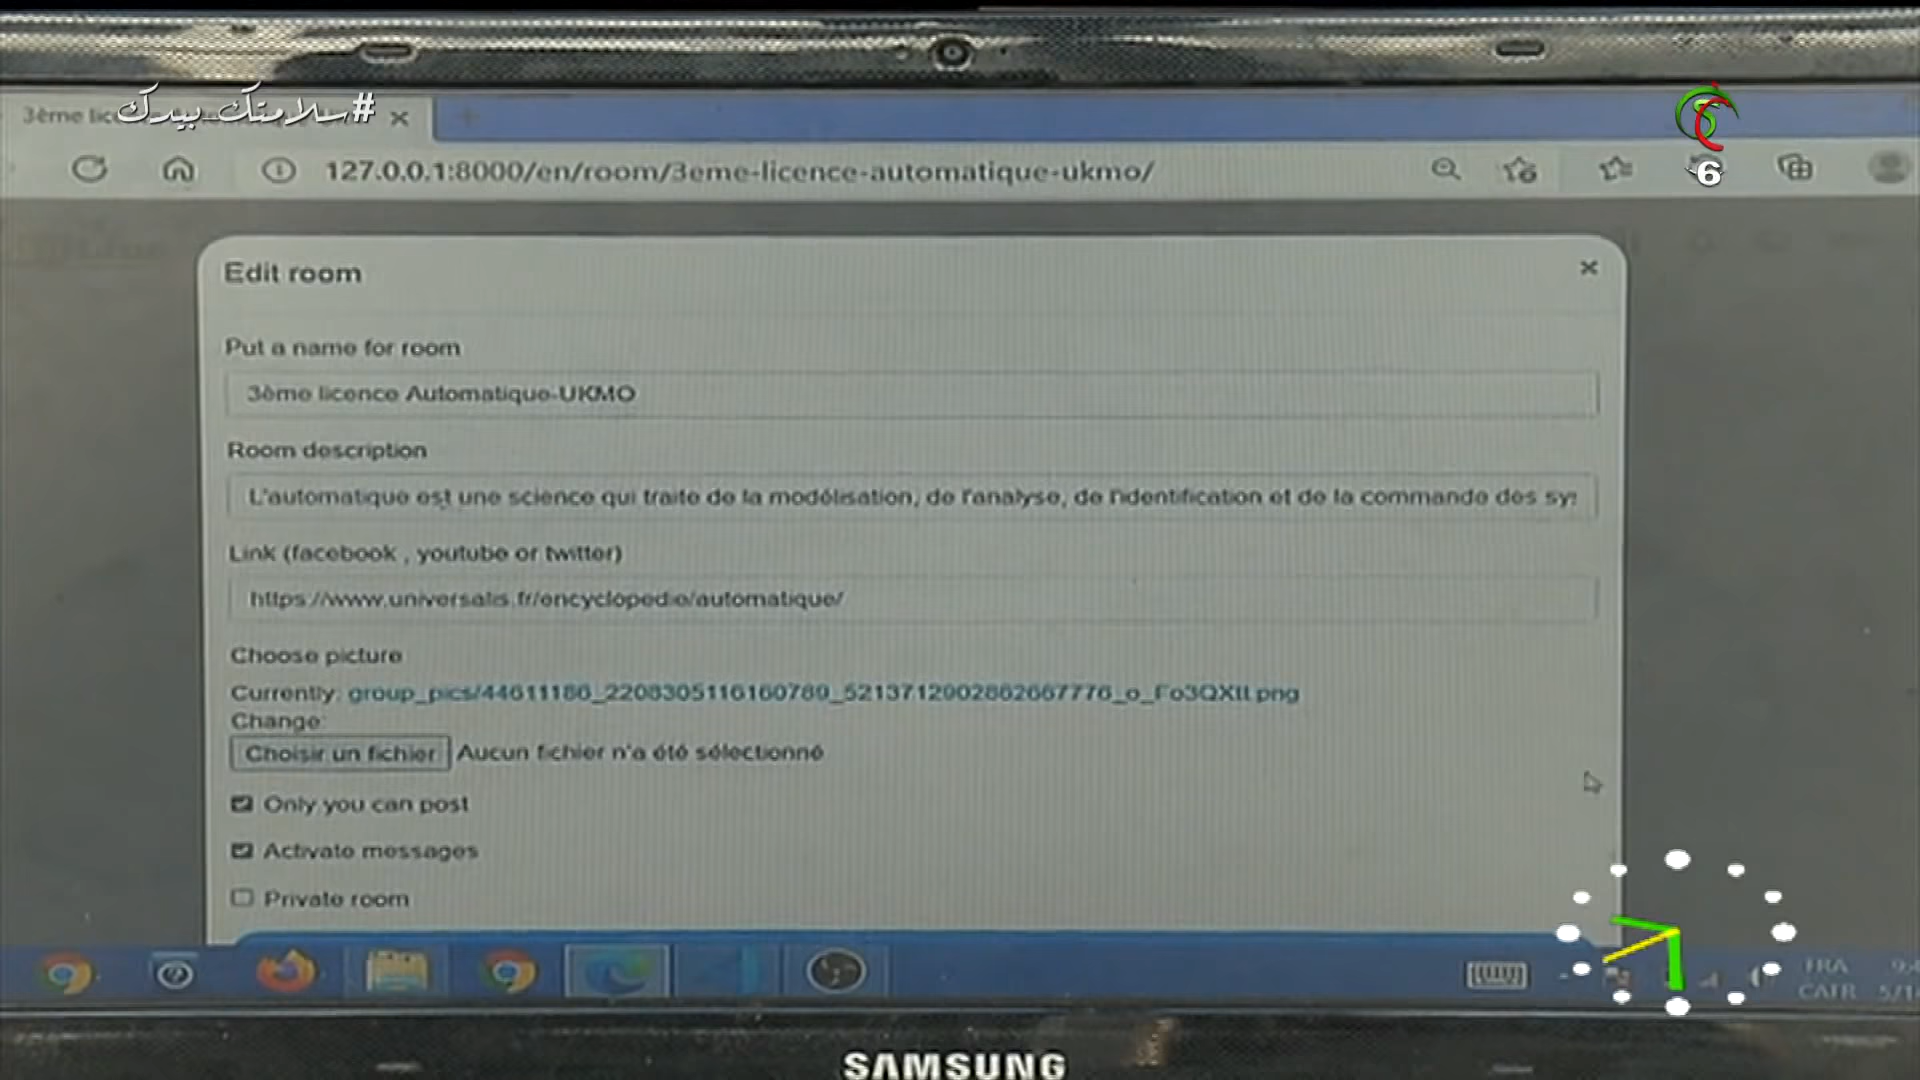 #سلامتك_بيدك
3ème lic
6
127.0.0.1:8000/en/room/3eme-licence-automatique-ukmo/
Edit room
Put a name for room
3ème licence Automatique-UKMO
Room description
L'automatique est une science qui traite de la modélisation, de l'analyse, de l'identification et de la commande des sy
Link (facebook , youtube or twitter)
https://www.universalis.fr/encyclopedie/automatique/
Choose picture
Currently: group_pics/44611186_2208305116160789_5213712902862667776_o_Fo3QXtl.png
Change:
Choisir un fichier Aucun fichier n'a été sélectionné
Only you can post
Activate messages
Private room
FRA
CAFR
SAMSUNG